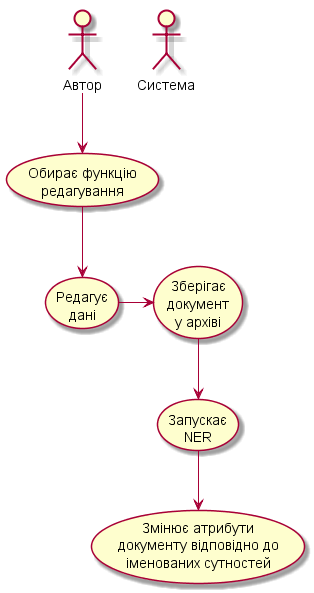 Автор
Система
Обирає функцію
редагування
Редагує
дані
Зберігає
документ
у архіві
Запускає
NER
Змінює атрибути
документу відповідно до
іменованих сутностей